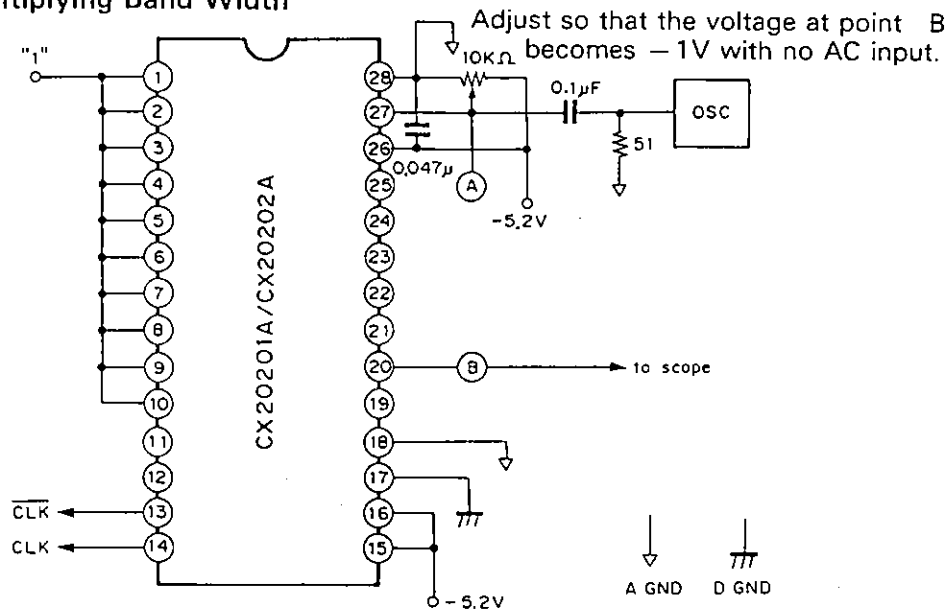 tiplying Band Width
Adjust so that the voltage at point B
becomes – 1V with no AC input.
"1"
10KΩ
0.1μF
OSC
51
0.047μ
A
-5.2V
CX20201A/CX20202A
1
2
3
4
5
6
7
8
9
10
11
12
13
14
28
27
26
25
24
23
22
21
20
19
18
17
16
15
B
to scope
CLK
CLK
-5.2V
A GND
D GND